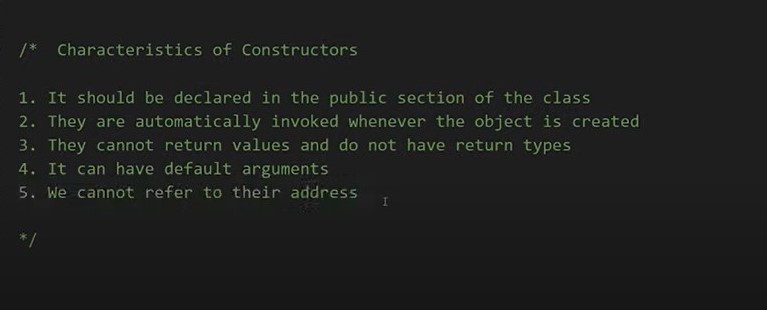 /*  Characteristics of Constructors
1. It should be declared in the public section of the class
2. They are automatically invoked whenever the object is created
3. They cannot return values and do not have return types
4. It can have default arguments
5. We cannot refer to their address
*/